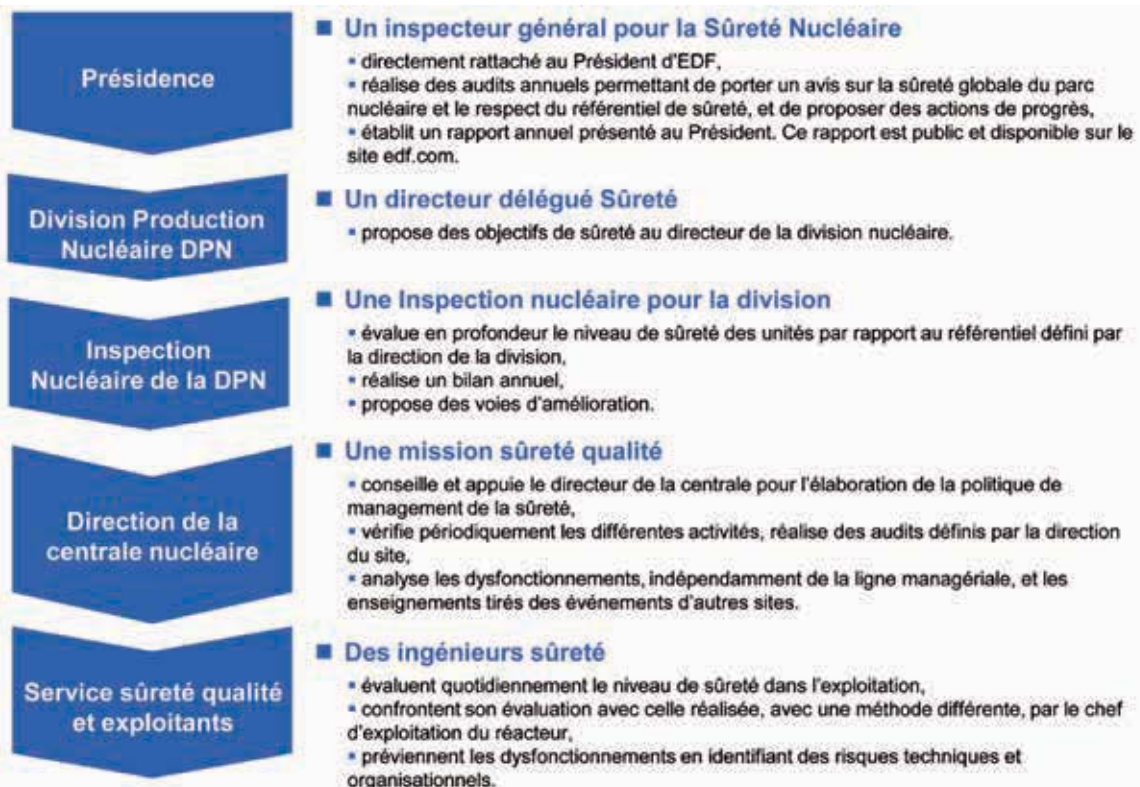 Présidence
■ Un inspecteur général pour la Sûreté Nucléaire
▪ directement rattaché au Président d'EDF,
▪ réalise des audits annuels permettant de porter un avis sur la sûreté globale du parc
nucléaire et le respect du référentiel de sûreté, et de proposer des actions de progrès,
▪ établit un rapport annuel présenté au Président. Ce rapport est public et disponible sur le
site edf.com.
Division Production
Nucléaire DPN
■ Un directeur délégué Sûreté
▪ propose des objectifs de sûreté au directeur de la division nucléaire.
Inspection
Nucléaire de la DPN
■ Une Inspection nucléaire pour la division
▪ évalue en profondeur le niveau de sûreté des unités par rapport au référentiel défini par
la direction de la division,
▪ réalise un bilan annuel,
▪ propose des voies d'amélioration.
Direction de la
centrale nucléaire
■ Une mission sûreté qualité
▪ conseille et appuie le directeur de la centrale pour l'élaboration de la politique de
management de la sûreté,
▪ vérifie périodiquement les différentes activités, réalise des audits définis par la direction
du site,
▪ analyse les dysfonctionnements, indépendamment de la ligne managériale, et les
enseignements tirés des événements d'autres sites.
Service sûreté qualité
et exploitants
■ Des ingénieurs sûreté
▪ évaluent quotidiennement le niveau de sûreté dans l'exploitation,
▪ confrontent son évaluation avec celle réalisée, avec une méthode différente, par le chef
d'exploitation du réacteur,
▪ préviennent les dysfonctionnements en identifiant des risques techniques et
organisationnels.